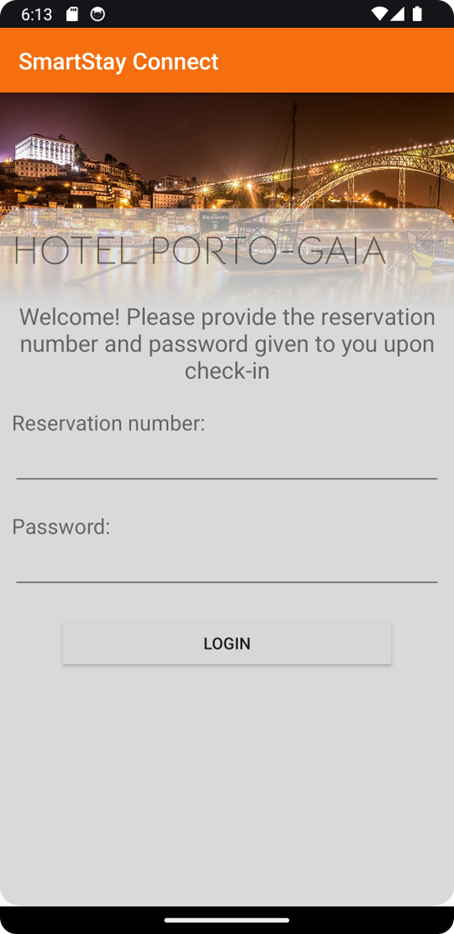 6:13
SmartStay Connect
GRAHAM'S
HOTEL PORTO-GAIA
Welcome! Please provide the reservation
number and password given to you upon
check-in
Reservation number:
Password:
LOGIN